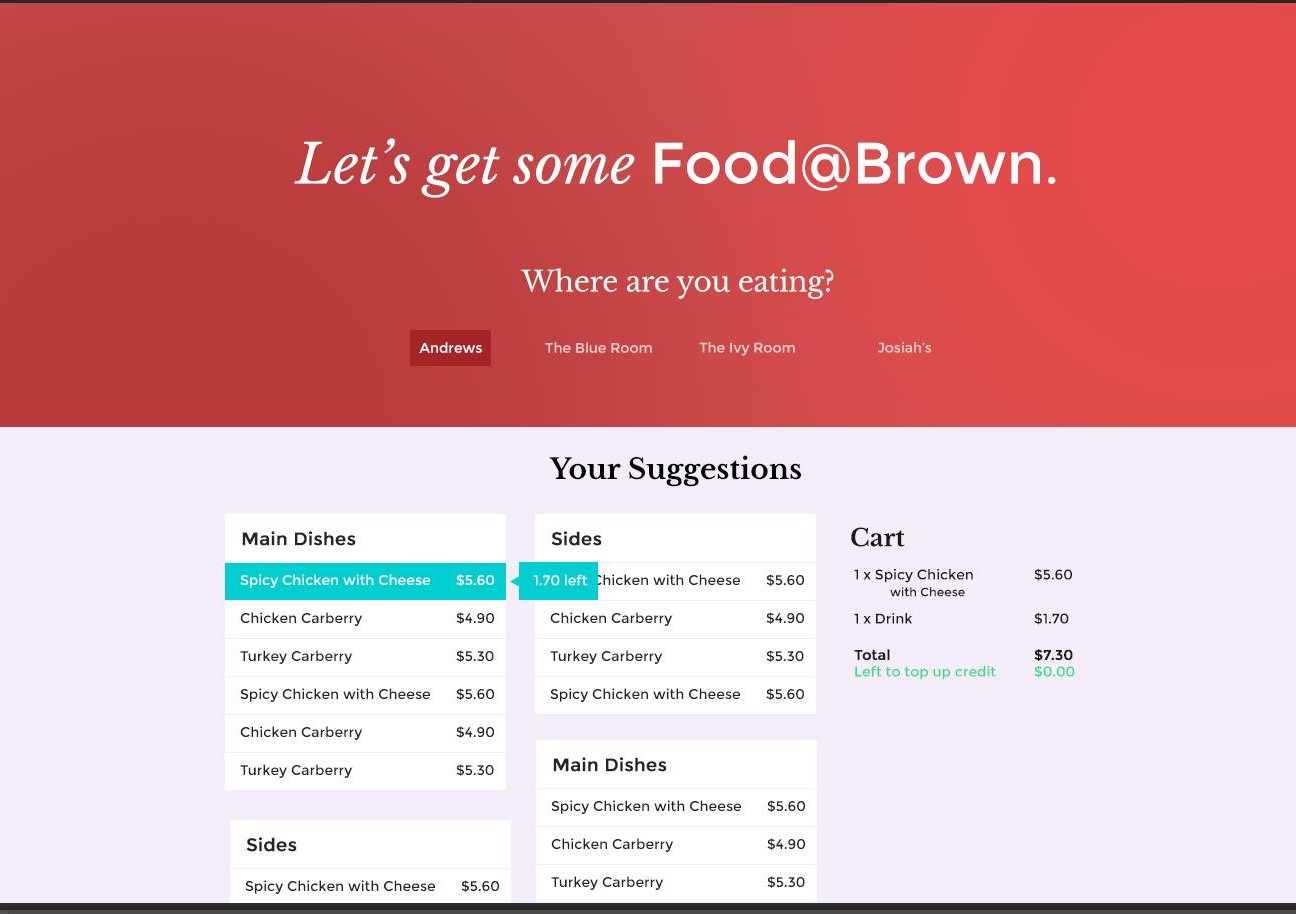 Let's get some Food@Brown.
Where are you eating?
Andrews
The Blue Room
The Ivy Room
Josiah's
Your Suggestions
Main Dishes
Spicy Chicken with Cheese $5.60
1.70 left
Chicken Carberry $4.90
Turkey Carberry $5.30
Spicy Chicken with Cheese $5.60
Chicken Carberry $4.90
Turkey Carberry $5.30
Sides
Spicy Chicken with Cheese $5.60
Sides
Chicken with Cheese $5.60
Chicken Carberry $4.90
Turkey Carberry $5.30
Spicy Chicken with Cheese $5.60
Main Dishes
Spicy Chicken with Cheese $5.60
Chicken Carberry $4.90
Turkey Carberry $5.30
Cart
1 x Spicy Chicken $5.60
with Cheese
1 x Drink $1.70
Total $7.30
Left to top up credit $0.00